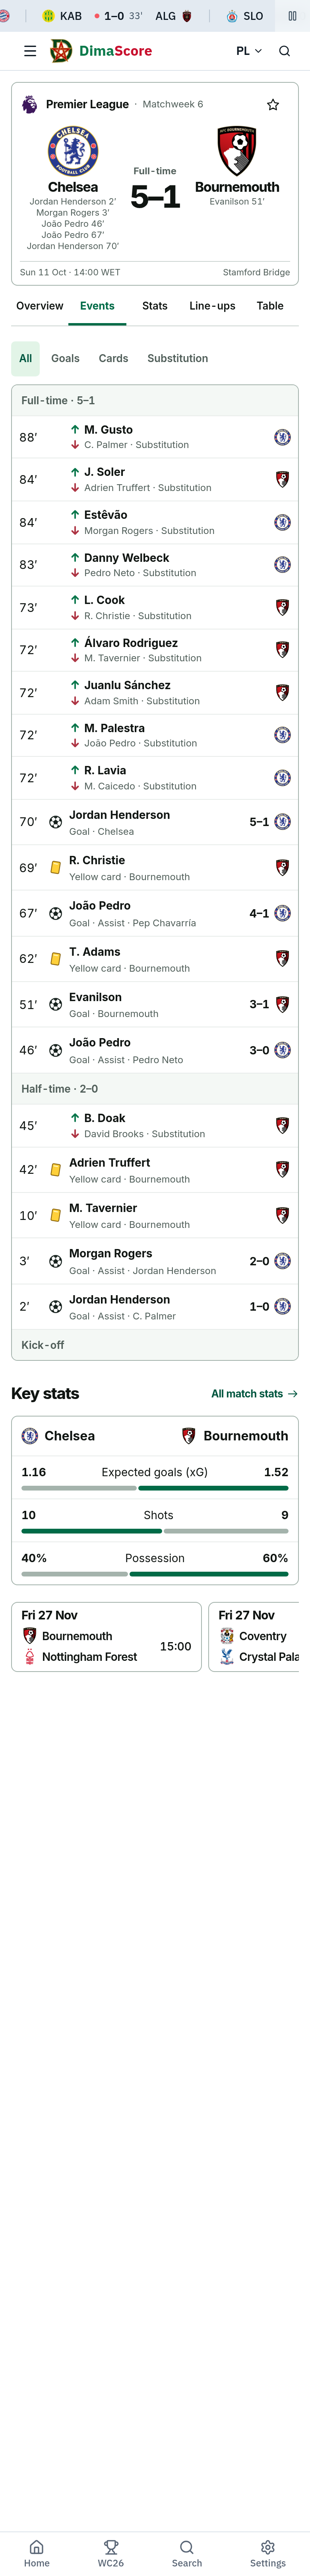 KAB 1–0 33' ALG SLO
DimaScore PL
Premier League · Matchweek 6
CHELSEA FOOTBALL CLUB
AFC BOURNEMOUTH
Full-time
5–1
Chelsea
Jordan Henderson 2'
Morgan Rogers 3'
João Pedro 46'
João Pedro 67'
Jordan Henderson 70'
Bournemouth
Evanilson 51'
Sun 11 Oct · 14:00 WET Stamford Bridge
Overview Events Stats Line-ups Table
All Goals Cards Substitution
Full-time · 5–1
88' M. Gusto
C. Palmer · Substitution
84' J. Soler
Adrien Truffert · Substitution
84' Estêvão
Morgan Rogers · Substitution
83' Danny Welbeck
Pedro Neto · Substitution
73' L. Cook
R. Christie · Substitution
72' Álvaro Rodriguez
M. Tavernier · Substitution
72' Juanlu Sánchez
Adam Smith · Substitution
72' M. Palestra
João Pedro · Substitution
72' R. Lavia
M. Caicedo · Substitution
70' Jordan Henderson 5–1
Goal · Chelsea
69' R. Christie
Yellow card · Bournemouth
67' João Pedro 4–1
Goal · Assist · Pep Chavarría
62' T. Adams
Yellow card · Bournemouth
51' Evanilson 3–1
Goal · Bournemouth
46' João Pedro 3–0
Goal · Assist · Pedro Neto
Half-time · 2–0
45' B. Doak
David Brooks · Substitution
42' Adrien Truffert
Yellow card · Bournemouth
10' M. Tavernier
Yellow card · Bournemouth
3' Morgan Rogers 2–0
Goal · Assist · Jordan Henderson
2' Jordan Henderson 1–0
Goal · Assist · C. Palmer
Kick-off
Key stats All match stats →
Chelsea Bournemouth
1.16 Expected goals (xG) 1.52
10 Shots 9
40% Possession 60%
Fri 27 Nov
Bournemouth
Nottingham Forest
15:00
Fri 27 Nov
Coventry
Crystal Pala
Home WC26 Search Settings